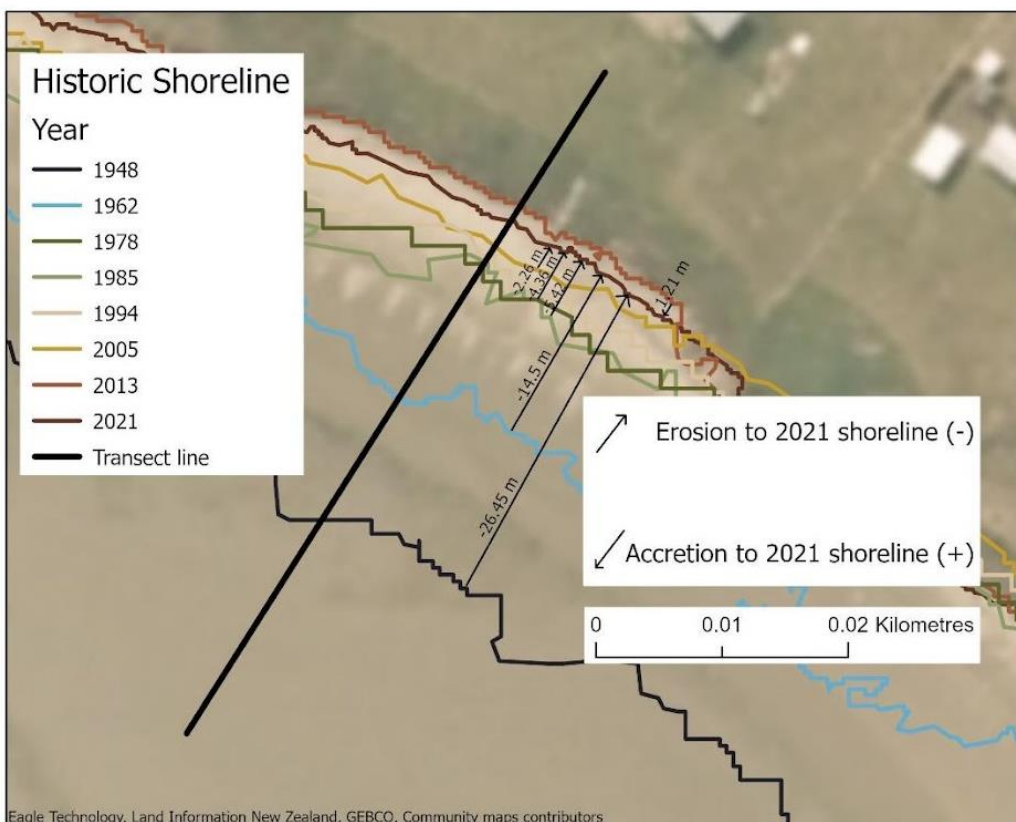 Historic Shoreline
Year
1948
1962
1978
1985
1994
2005
2013
2021
Transect line
-2.26 m
-4.36 m
-5.42 m
1.21 m
-14.5 m
-26.45 m
Erosion to 2021 shoreline (-)
Accretion to 2021 shoreline (+)
0 0.01 0.02 Kilometres
Eagle Technology, Land Information New Zealand, GEBCO, Community maps contributors